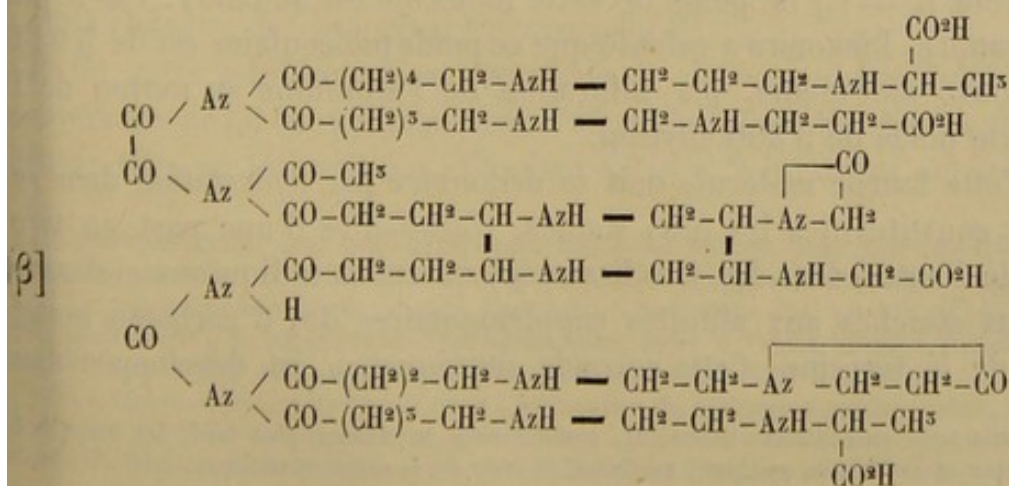 CO²H
CO–(CH²)⁴–CH²–AzH — CH²–CH²–CH²–AzH–CH–CH³
Az
CO
CO–(CH²)³–CH²–AzH — CH²–AzH–CH²–CH²–CO²H
CO
CO–CH³
CO
Az
CO–CH²–CH²–CH–AzH — CH²–CH–Az–CH²
[β]
CO–CH²–CH²–CH–AzH — CH²–CH–AzH–CH²–CO²H
Az
H
CO
CO–(CH²)²–CH²–AzH — CH²–CH²–Az –CH²–CH²–CO
Az
CO–(CH²)³–CH²–AzH — CH²–CH²–AzH–CH–CH³
CO²H